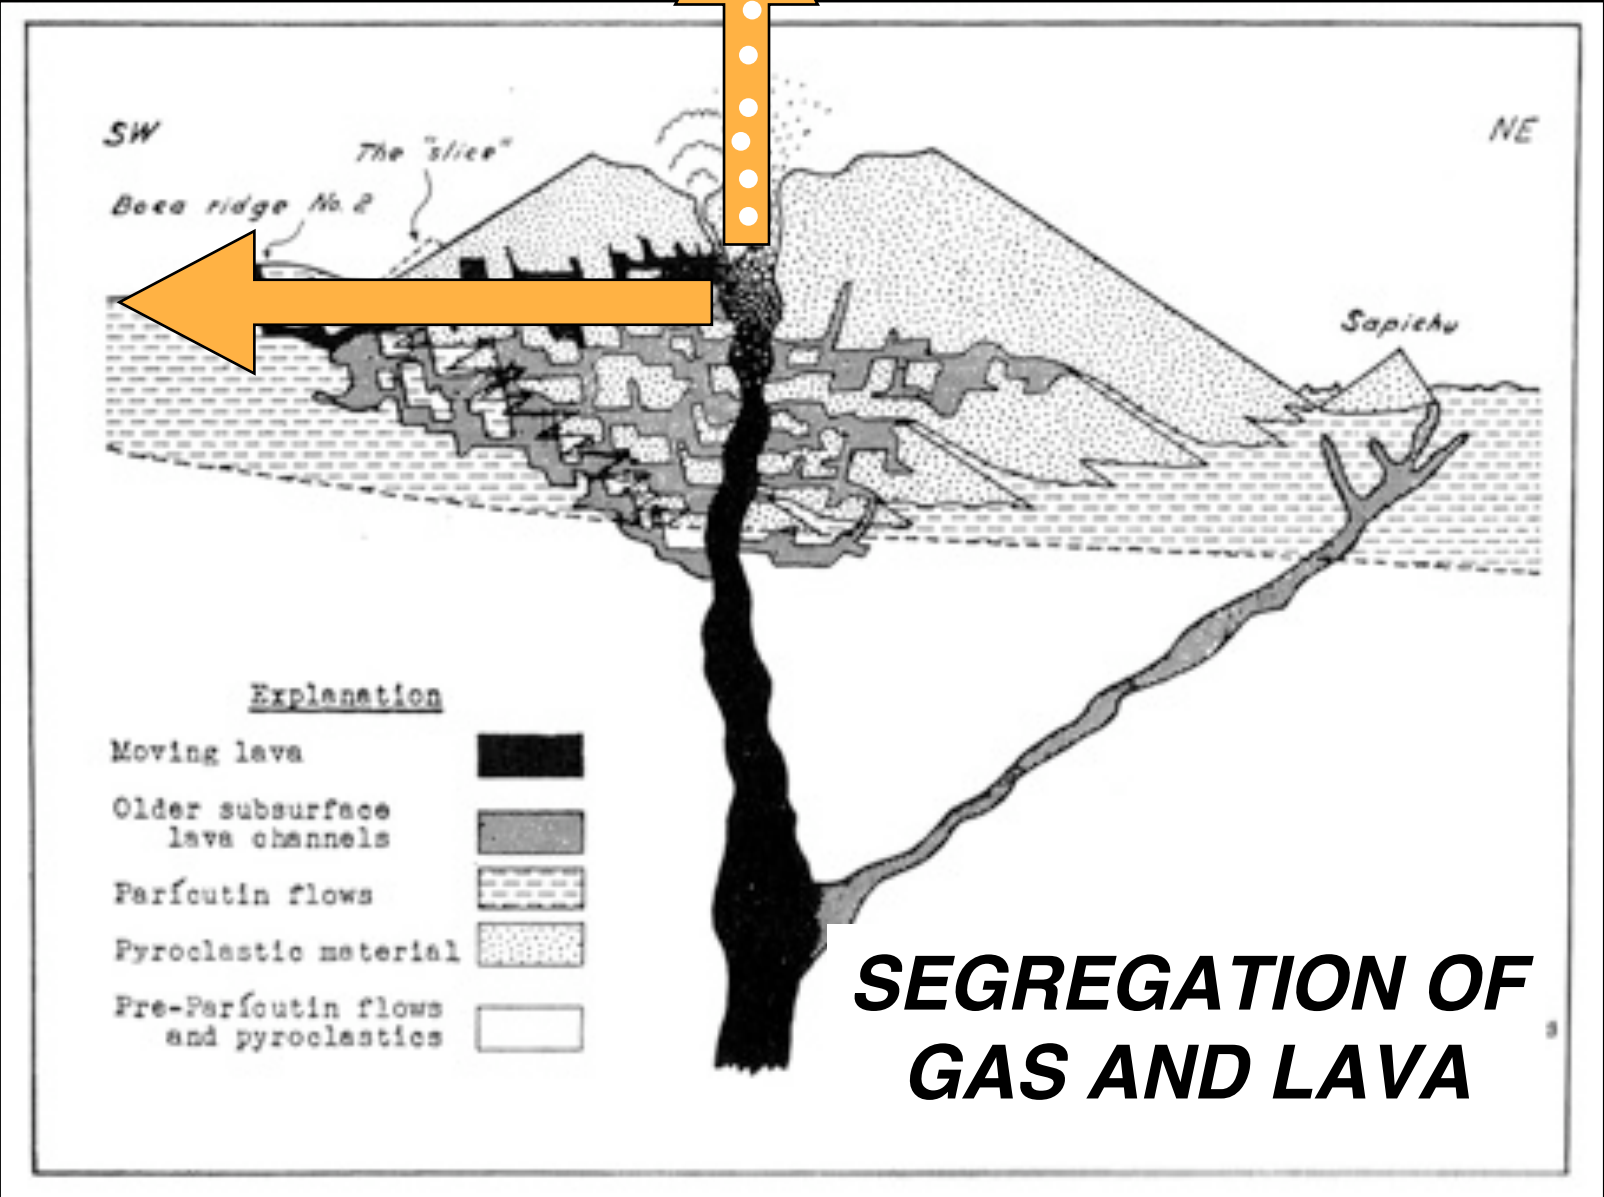 SW
NE
The "slice"
Boca ridge No. 2
Sapichu
Explanation
Moving lava
Older subsurface
lava channels
Parícutin flows
Pyroclastic material
Pre-Parícutin flows
and pyroclastics
SEGREGATION OF
GAS AND LAVA